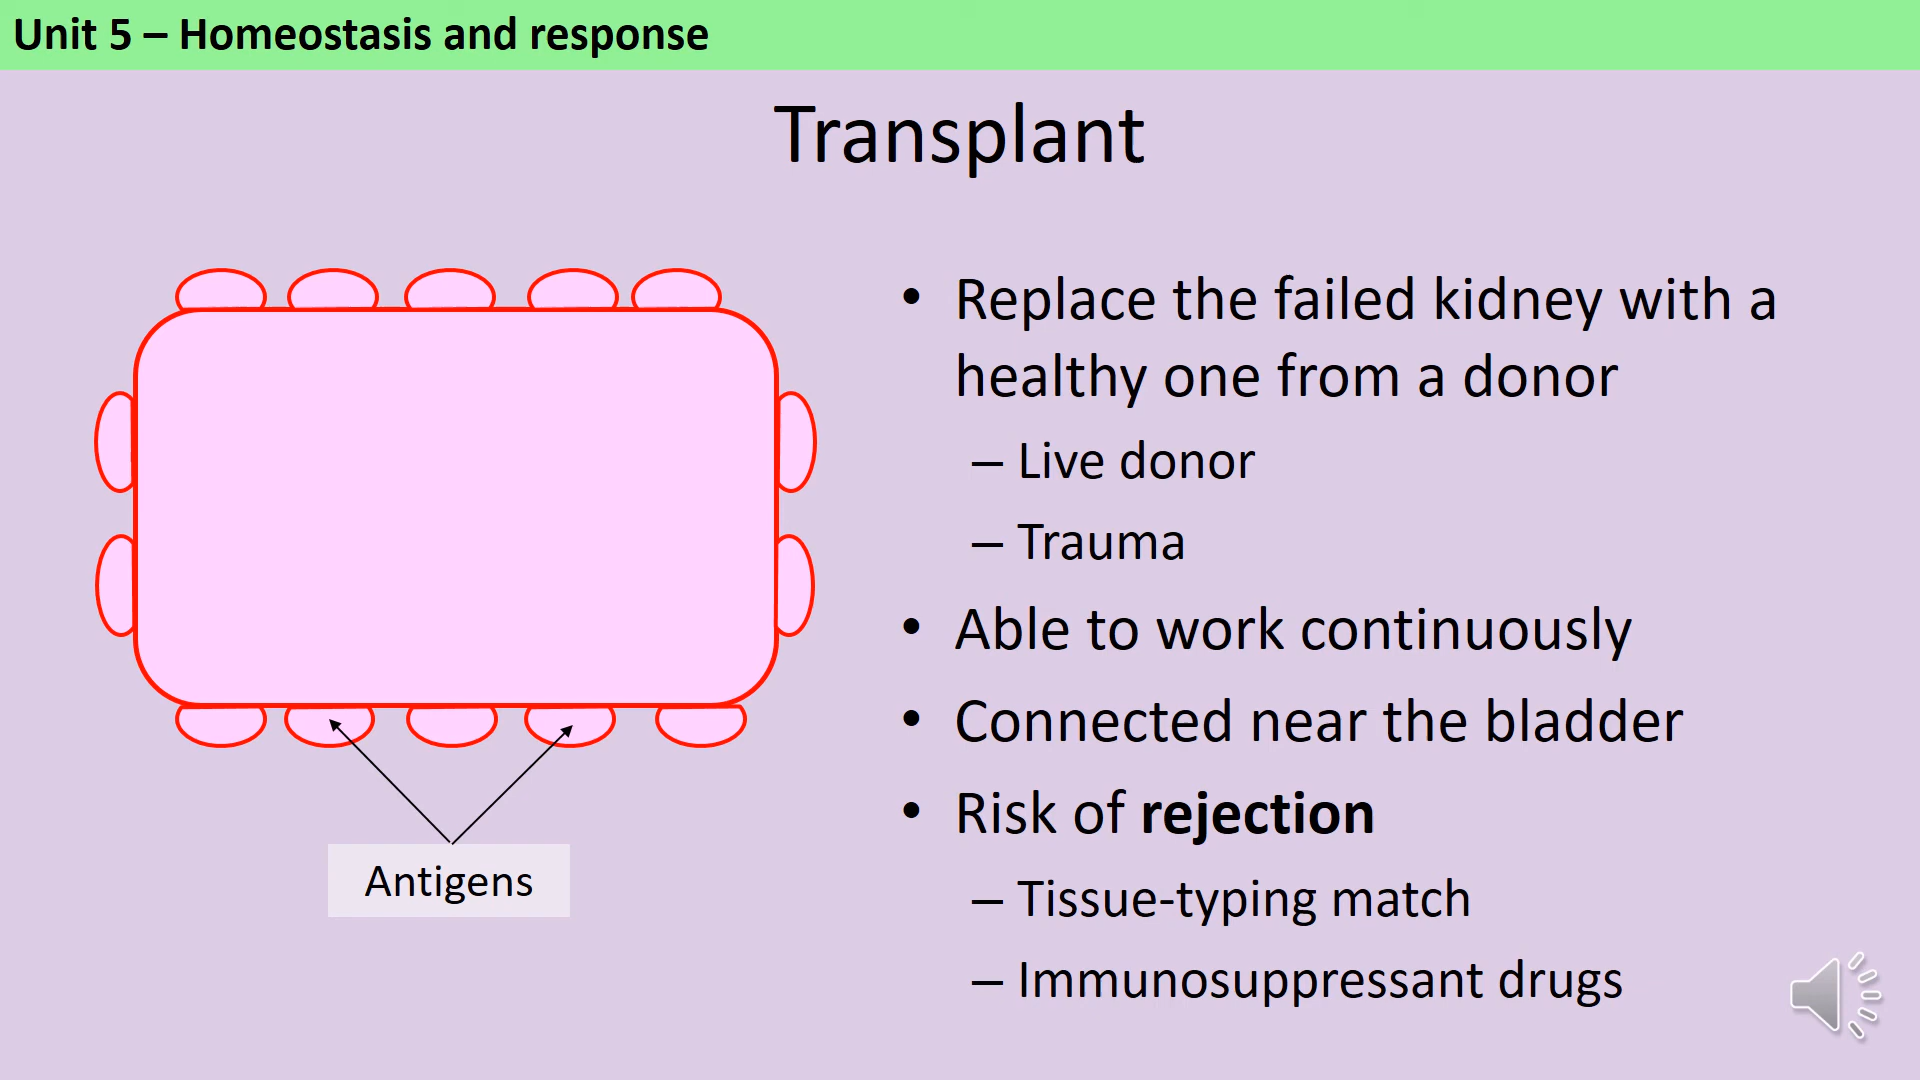 Unit 5 – Homeostasis and response
Transplant
• Replace the failed kidney with a
healthy one from a donor
– Live donor
– Trauma
• Able to work continuously
• Connected near the bladder
• Risk of rejection
– Tissue-typing match
– Immunosuppressant drugs
Antigens